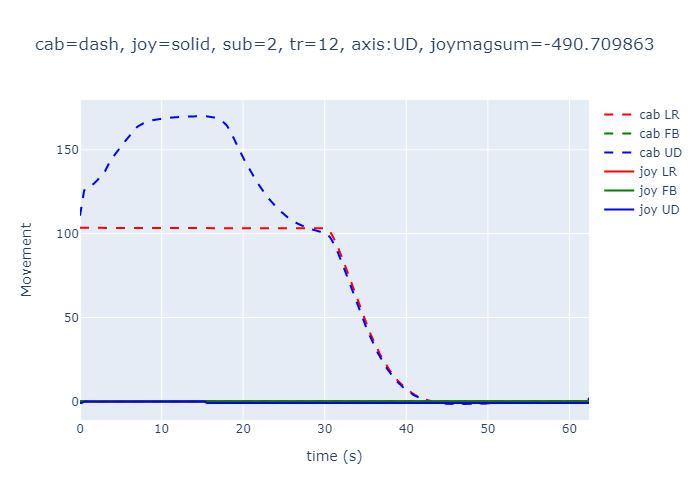 cab=dash, joy=solid, sub=2, tr=12, axis:UD, joymagsum=-490.709863
cab LR
cab FB
cab UD
joy LR
joy FB
joy UD
Movement
150
100
50
0
0 10 20 30 40 50 60
time (s)